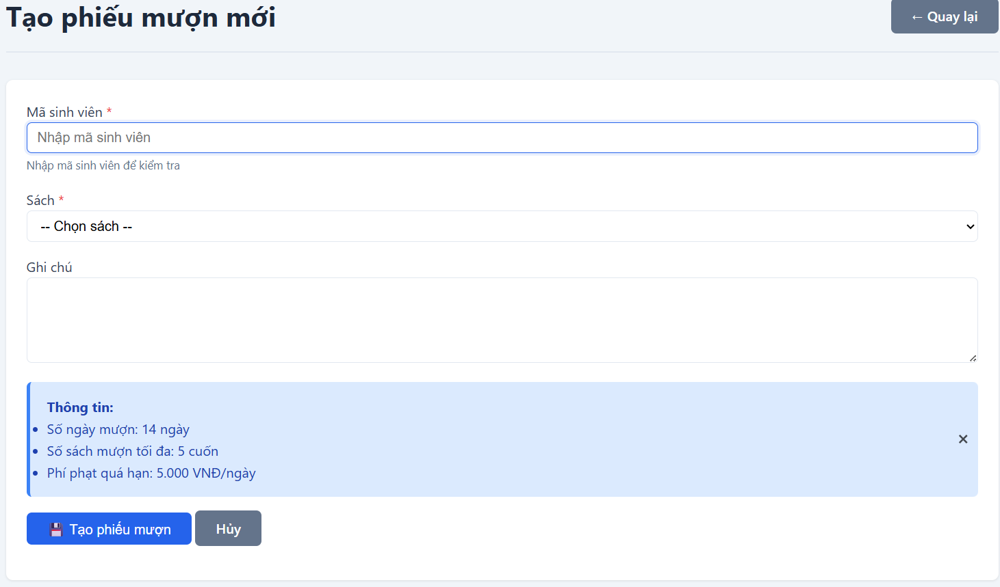 Tạo phiếu mượn mới
← Quay lại
Mã sinh viên *
Nhập mã sinh viên
Nhập mã sinh viên để kiểm tra
Sách *
-- Chọn sách --
Ghi chú
Thông tin:
• Số ngày mượn: 14 ngày
• Số sách mượn tối đa: 5 cuốn
• Phí phạt quá hạn: 5.000 VNĐ/ngày
×
💾 Tạo phiếu mượn
Hủy